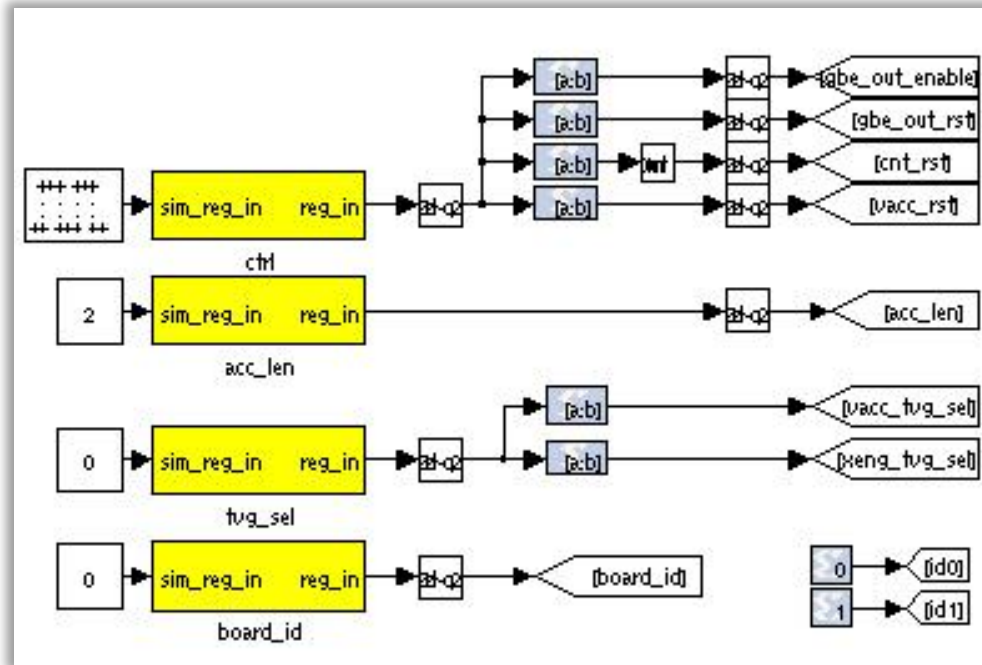 [a:b] [gbe_out_enable]
[a:b] [gbe_out_rst]
[a:b] [cnt_rst]
sim_reg_in reg_in [a:b] [vacc_rst]
ctrl
2 sim_reg_in reg_in [acc_len]
acc_len
[a:b] [vacc_tvg_sel]
0 sim_reg_in reg_in [a:b] [xeng_tvg_sel]
tvg_sel
0 sim_reg_in reg_in [board_id] 0 [id0]
1 [id1]
board_id